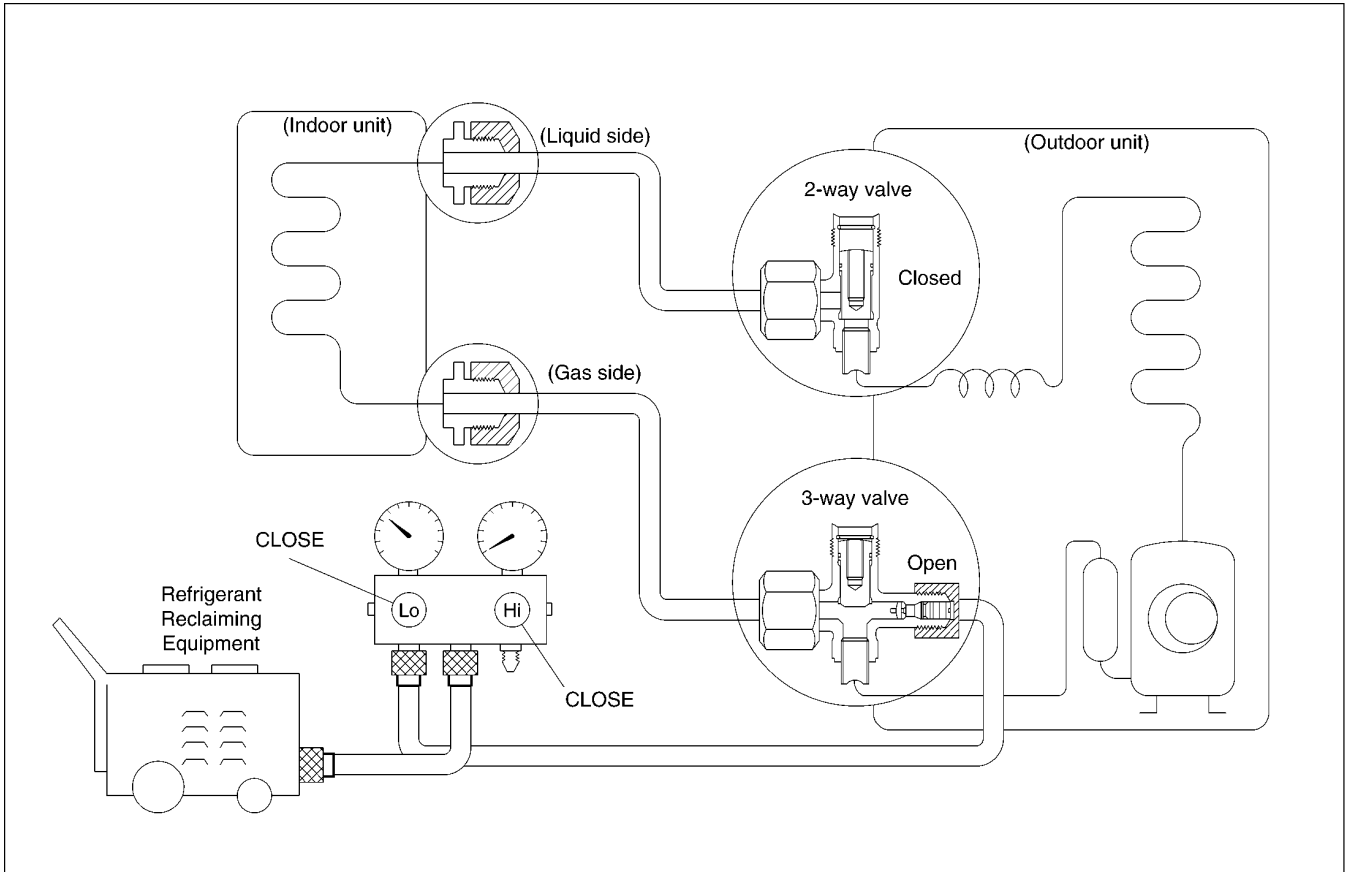 (Indoor unit)
(Liquid side)
(Outdoor unit)
2-way valve
Closed
(Gas side)
3-way valve
Open
CLOSE
Lo
Hi
CLOSE
Refrigerant
Reclaiming
Equipment